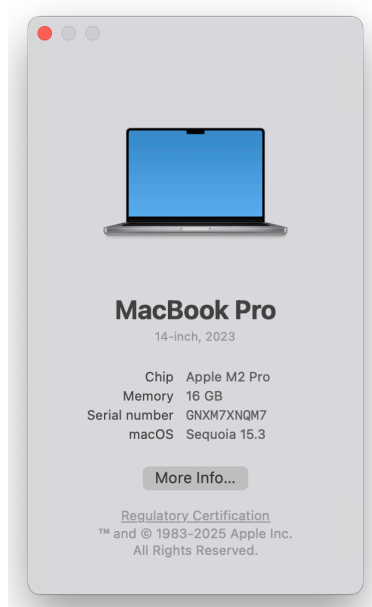 MacBook Pro
14-inch, 2023
Chip Apple M2 Pro
Memory 16 GB
Serial number GNXM7XNQM7
macOS Sequoia 15.3
More Info...
Regulatory Certification
™ and © 1983-2025 Apple Inc.
All Rights Reserved.